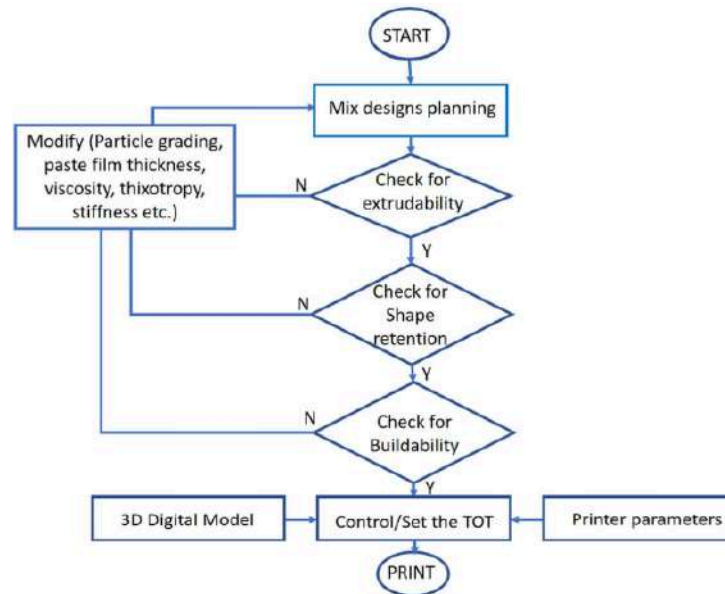 START
Mix designs planning
Modify (Particle grading,
paste film thickness,
viscosity, thixotropy,
stiffness etc.)
N
Check for
extrudability
Y
N
Check for
Shape
retention
Y
N
Check for
Buildability
Y
3D Digital Model
Control/Set the TOT
Printer parameters
PRINT